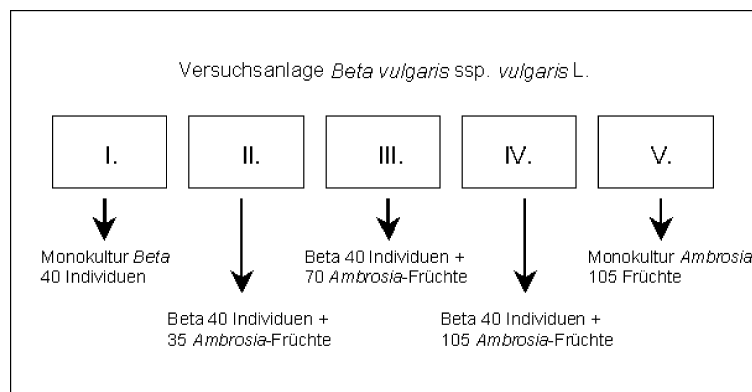 Versuchsanlage Beta vulgaris ssp. vulgaris L.
I.
II.
III.
IV.
V.
Monokultur Beta
40 Individuen
Beta 40 Individuen +
35 Ambrosia-Früchte
Beta 40 Individuen +
70 Ambrosia-Früchte
Beta 40 Individuen +
105 Ambrosia-Früchte
Monokultur Ambrosia
105 Früchte